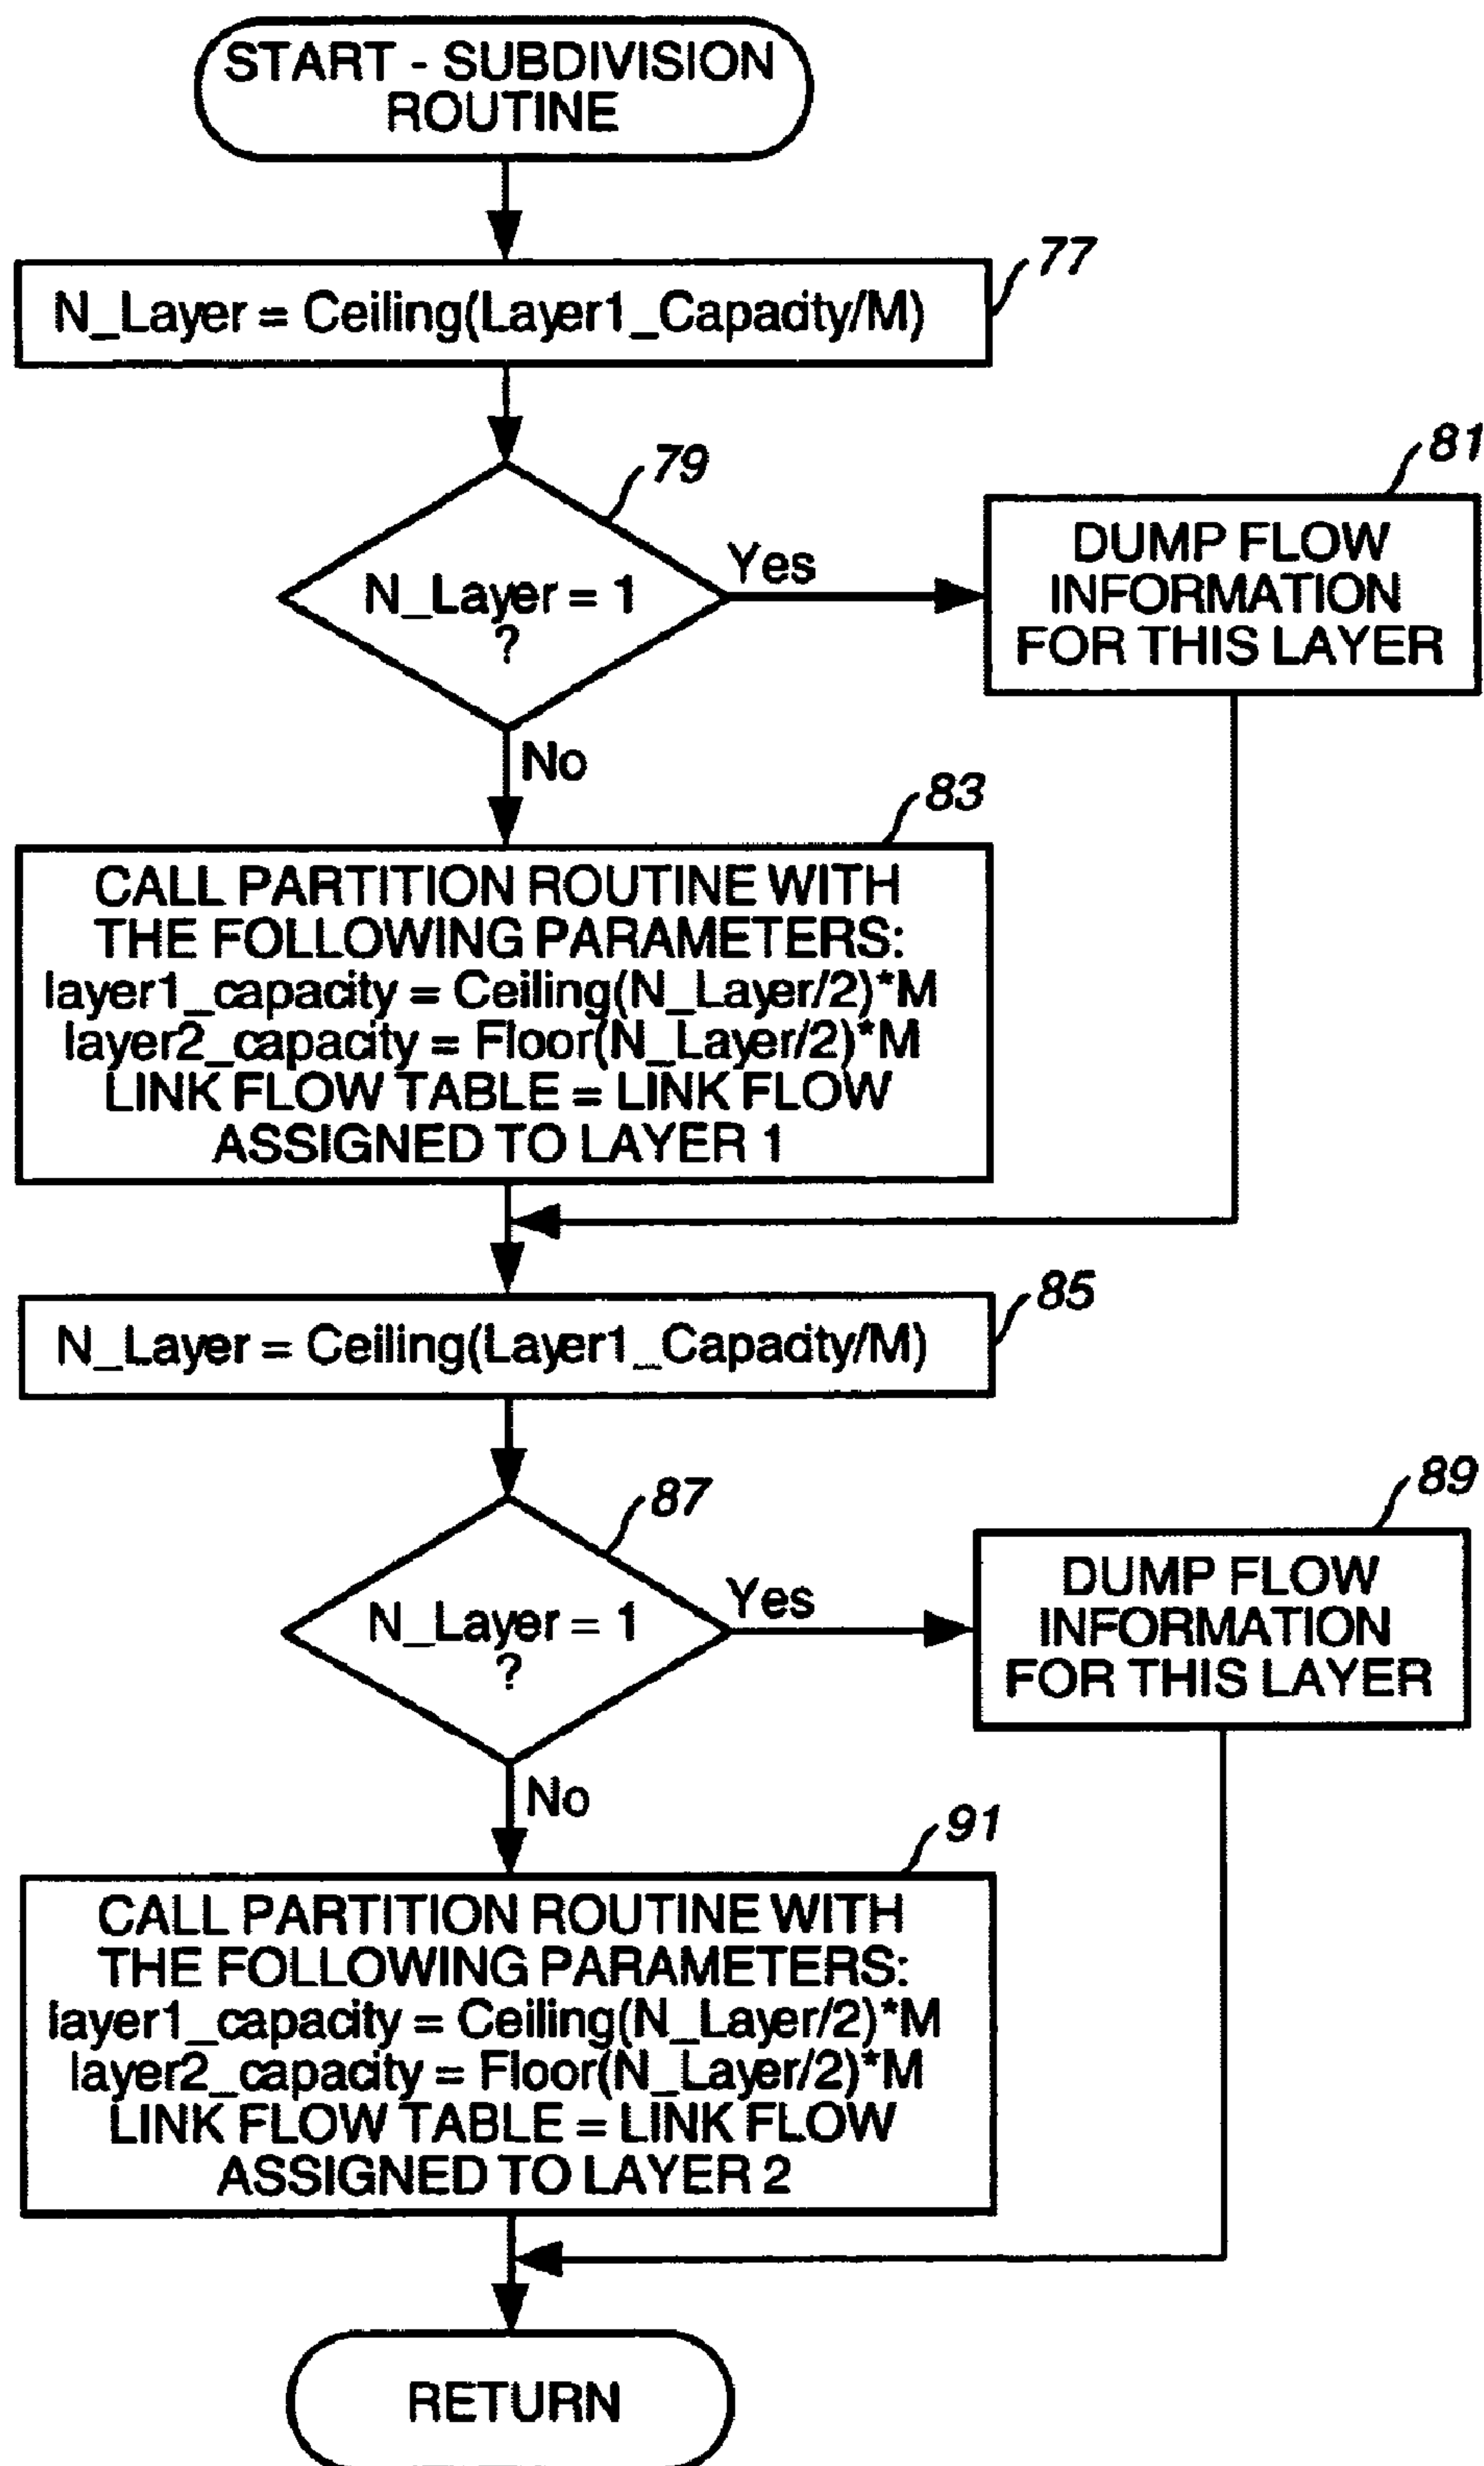 START - SUBDIVISION
ROUTINE
77
N_Layer = Ceiling(Layer1_Capacity/M)
79
N_Layer = 1
?
Yes
81
DUMP FLOW
INFORMATION
FOR THIS LAYER
No
83
CALL PARTITION ROUTINE WITH
THE FOLLOWING PARAMETERS:
layer1_capacity = Ceiling(N_Layer/2)*M
layer2_capacity = Floor(N_Layer/2)*M
LINK FLOW TABLE = LINK FLOW
ASSIGNED TO LAYER 1
85
N_Layer = Ceiling(Layer1_Capacity/M)
87
N_Layer = 1
?
Yes
89
DUMP FLOW
INFORMATION
FOR THIS LAYER
No
91
CALL PARTITION ROUTINE WITH
THE FOLLOWING PARAMETERS:
layer1_capacity = Ceiling(N_Layer/2)*M
layer2_capacity = Floor(N_Layer/2)*M
LINK FLOW TABLE = LINK FLOW
ASSIGNED TO LAYER 2
RETURN